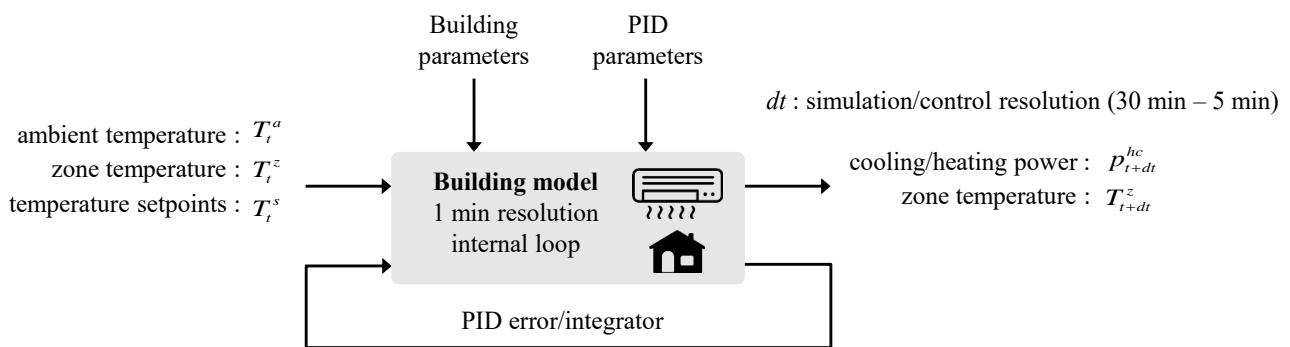 Building
parameters
PID
parameters
dt : simulation/control resolution (30 min – 5 min)
ambient temperature : T_t^a
zone temperature : T_t^z
temperature setpoints : T_t^s
Building model
1 min resolution
internal loop
cooling/heating power : p_{t+dt}^{hc}
zone temperature : T_{t+dt}^z
PID error/integrator